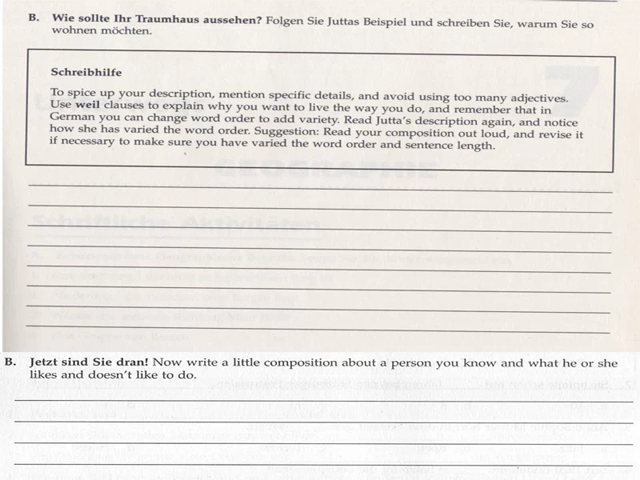 B. Wie sollte Ihr Traumhaus aussehen? Folgen Sie Juttas Beispiel und schreiben Sie, warum Sie so
wohnen möchten.
Schreibhilfe
To spice up your description, mention specific details, and avoid using too many adjectives.
Use weil clauses to explain why you want to live the way you do, and remember that in
German you can change word order to add variety. Read Jutta's description again, and notice
how she has varied the word order. Suggestion: Read your composition out loud, and revise it
if necessary to make sure you have varied the word order and sentence length.
GEOGRAPHIE
Schriftliche Aktivitäten
B. Jetzt sind Sie dran! Now write a little composition about a person you know and what he or she
likes and doesn't like to do.